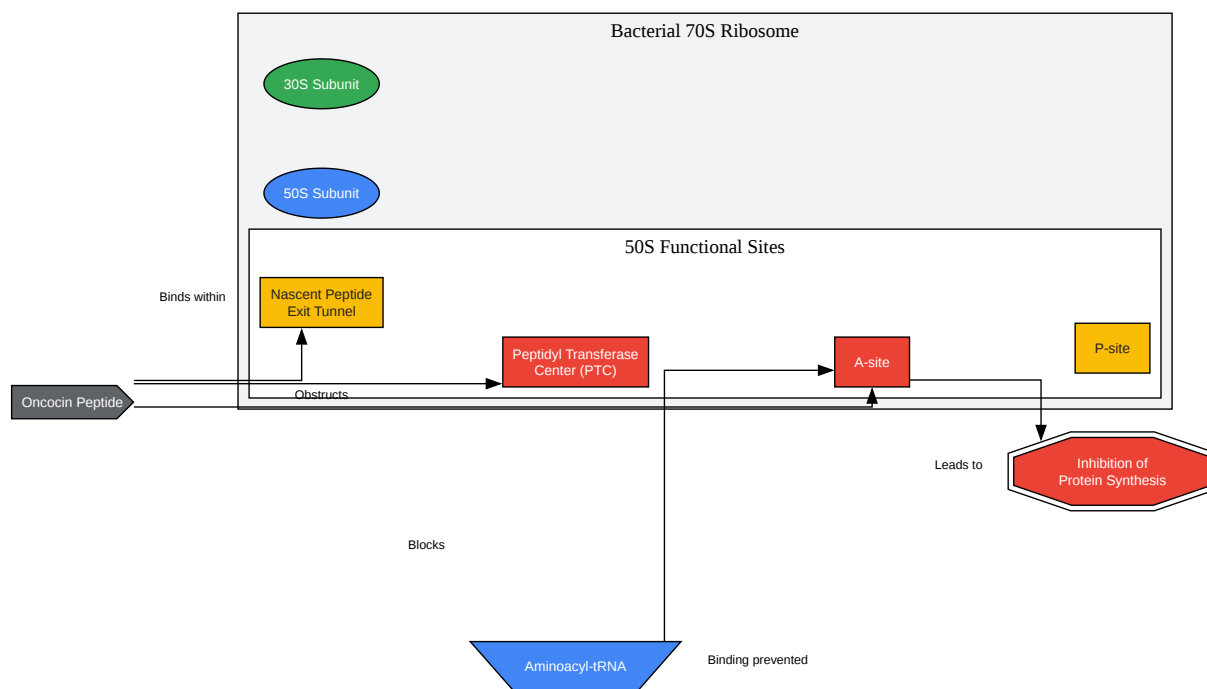 Bacterial 70S Ribosome
30S Subunit
50S Subunit
50S Functional Sites
Binds within
Nascent Peptide
Exit Tunnel
Peptidyl Transferase
Center (PTC)
A-site
P-site
Obstructs
Oncocin Peptide
Leads to
Inhibition of
Protein Synthesis
Blocks
Aminoacyl-tRNA
Binding prevented